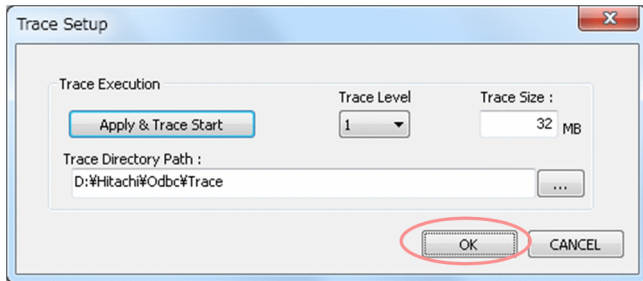 Trace Setup
Trace Execution
Trace Level
Trace Size :
Apply & Trace Start
1
32 MB
Trace Directory Path :
D:¥Hitachi¥Odbc¥Trace
...
OK
CANCEL